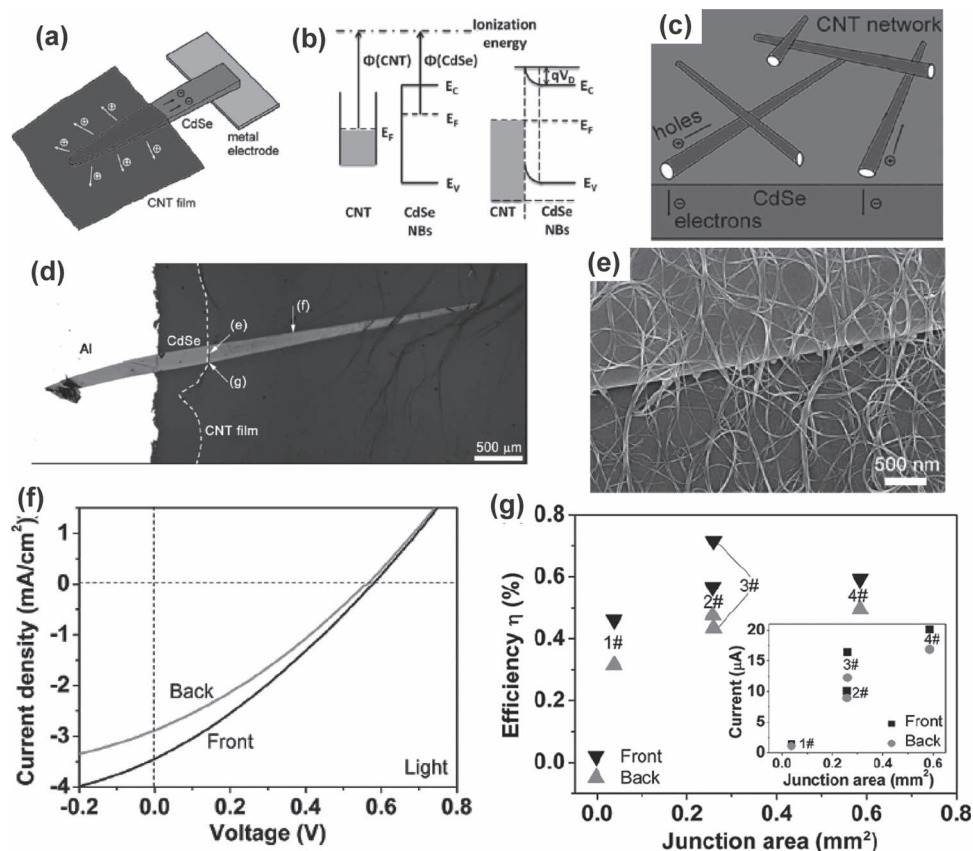 (a)
CdSe
metal
electrode
CNT film
(b)
Ionization
energy
Φ(CNT)
Φ(CdSe)
E_C
E_F
E_F
E_V
CNT
CdSe
NBs
qV_D
E_C
E_F
E_V
CNT
CdSe
NBs
(c)
CNT network
holes
CdSe
electrons
(d)
Al
CdSe
(e)
(f)
(g)
CNT film
500 μm
(e)
500 nm
(f)
Current density (mA/cm²)
1
0
-1
-2
-3
-4
Back
Front
Light
-0.2 0.0 0.2 0.4 0.6 0.8
Voltage (V)
(g)
Efficiency η (%)
0.8
0.6
0.4
0.2
0.0
1#
2#
3#
4#
Front
Back
0.0 0.2 0.4 0.6 0.8
Junction area (mm²)
Current (μA)
20
15
10
5
0
1#
2#
3#
4#
Front
Back
0.0 0.2 0.4 0.6
Junction area (mm²)